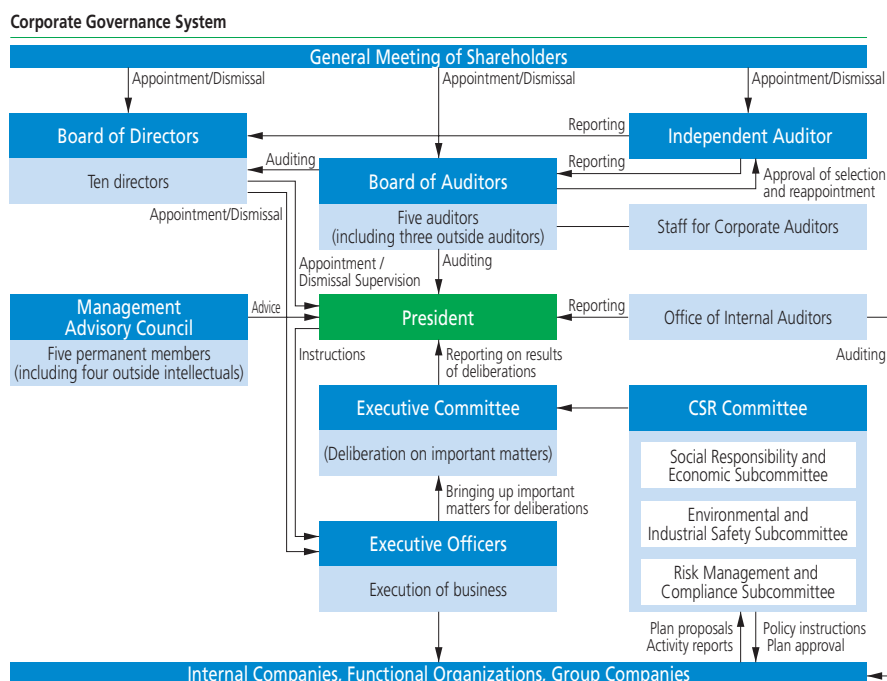 Corporate Governance System
General Meeting of Shareholders
Appointment/Dismissal
Appointment/Dismissal
Appointment/Dismissal
Board of Directors
Ten directors
Reporting
Independent Auditor
Auditing
Reporting
Board of Auditors
Five auditors
(including three outside auditors)
Approval of selection
and reappointment
Appointment/Dismissal
Staff for Corporate Auditors
Appointment /
Dismissal Supervision
Auditing
Management
Advisory Council
Five permanent members
(including four outside intellectuals)
Advice
President
Reporting
Office of Internal Auditors
Auditing
Instructions
Reporting on results
of deliberations
Executive Committee
(Deliberation on important matters)
CSR Committee
Social Responsibility and
Economic Subcommittee
Environmental and
Industrial Safety Subcommittee
Risk Management and
Compliance Subcommittee
Bringing up important
matters for deliberations
Executive Officers
Execution of business
Plan proposals
Activity reports
Policy instructions
Plan approval
Internal Companies, Functional Organizations, Group Companies